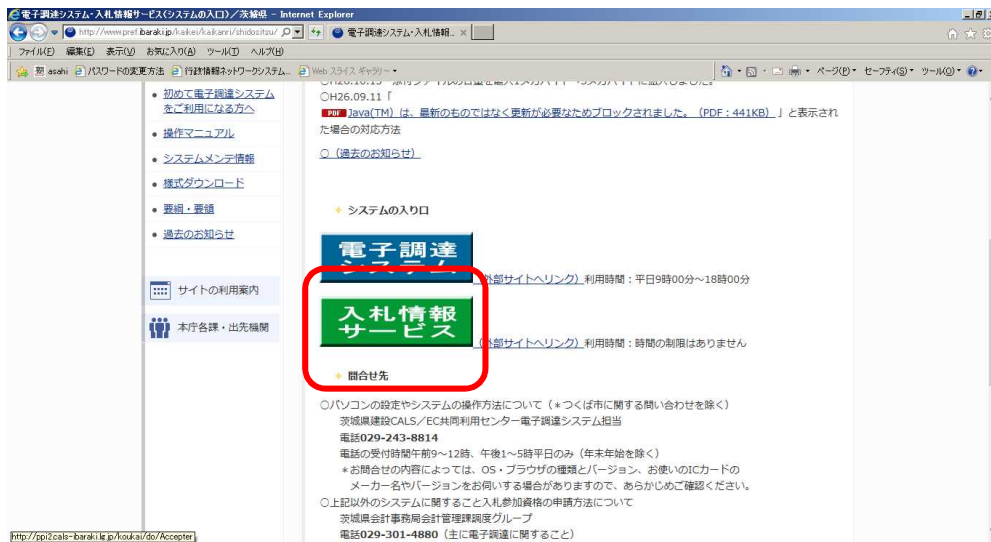 電子調達システム・入札情報サービス(システムの入口)／茨城県 - Internet Explorer
http://www.pref.ibaraki.jp/kaikei/kaikanri/shidositsu/
電子調達システム・入札情報...
ファイル(F) 編集(E) 表示(V) お気に入り(A) ツール(T) ヘルプ(H)
asahi パスワードの変更方法 行政情報ネットワークシステム... Web スライス ギャラリー
ページ(P) セーフティ(S) ツール(O)
初めて電子調達システムをご利用になる方へ
操作マニュアル
システムメンテ情報
様式ダウンロード
要綱・要領
過去のお知らせ
サイトの利用案内
本庁各課・出先機関
○H26.09.11「
PDF Java(TM) は、最新のものではなく更新が必要なためブロックされました。（PDF：441KB）」と表示され
た場合の対応方法
○（過去のお知らせ）
システムの入り口
電子調達
システム
（外部サイトへリンク）利用時間：平日9時00分～18時00分
入札情報
サービス
（外部サイトへリンク）利用時間：時間の制限はありません
問合せ先
○パソコンの設定やシステムの操作方法について（＊つくば市に関する問い合わせを除く）
茨城県建設CALS／EC共同利用センター電子調達システム担当
電話029-243-8814
電話の受付時間午前9～12時、午後1～5時平日のみ（年末年始を除く）
＊お問合せの内容によっては、OS・ブラウザの種類とバージョン、お使いのICカードの
メーカー名やバージョンをお伺いする場合がありますので、あらかじめご確認ください。
○上記以外のシステムに関すること入札参加資格の申請方法について
茨城県会計事務局会計管理課調度グループ
電話029-301-4880（主に電子調達に関すること）
http://ppi2.cals-ibaraki.lg.jp/koukai/do/Accepter